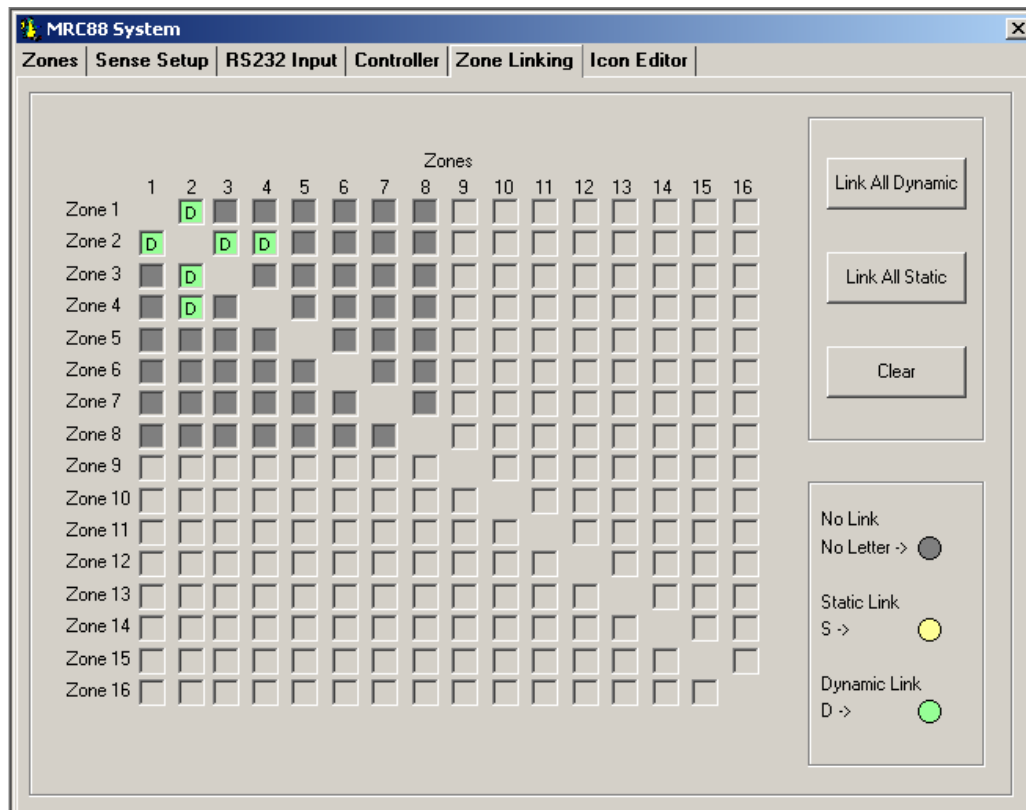 MRC88 System
Zones Sense Setup RS232 Input Controller Zone Linking Icon Editor
Zones
1 2 3 4 5 6 7 8 9 10 11 12 13 14 15 16
Zone 1 D
Zone 2 D D D
Zone 3 D
Zone 4 D
Zone 5
Zone 6
Zone 7
Zone 8
Zone 9
Zone 10
Zone 11
Zone 12
Zone 13
Zone 14
Zone 15
Zone 16
Link All Dynamic
Link All Static
Clear
No Link
No Letter ->
Static Link
S ->
Dynamic Link
D ->